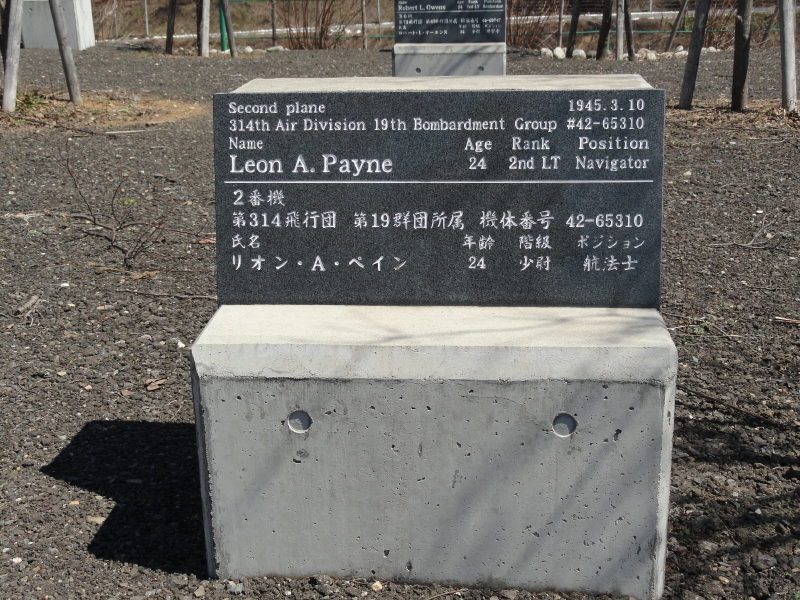 Robert L. Owens
Second plane 1945.3.10
314th Air Division 19th Bombardment Group #42-65310
Name Age Rank Position
Leon A. Payne 24 2nd LT Navigator
2番機
第314飛行団 第19群団所属 機体番号 42-65310
氏名 年齢 階級 ポジション
リオン・A・ペイン 24 少尉 航法士